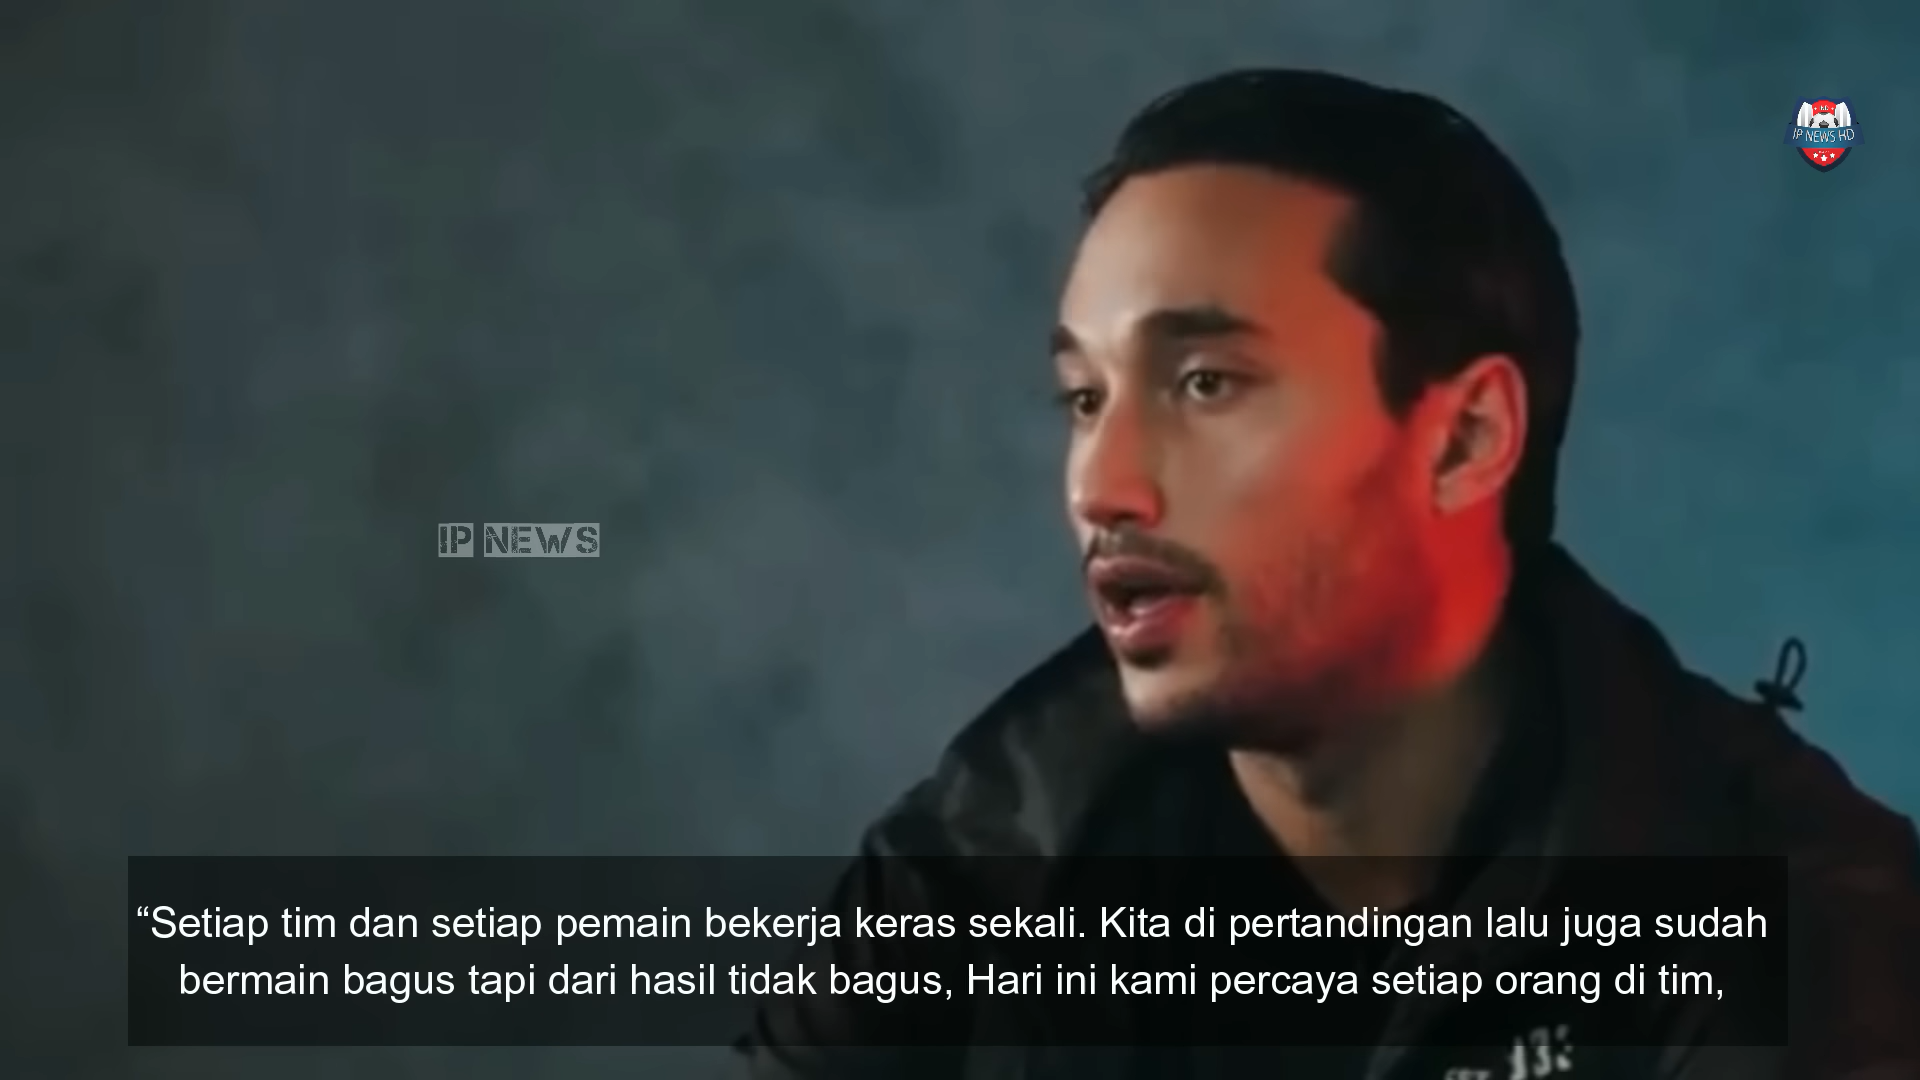 IP NEWS HD
IP NEWS
“Setiap tim dan setiap pemain bekerja keras sekali. Kita di pertandingan lalu juga sudah
bermain bagus tapi dari hasil tidak bagus, Hari ini kami percaya setiap orang di tim,